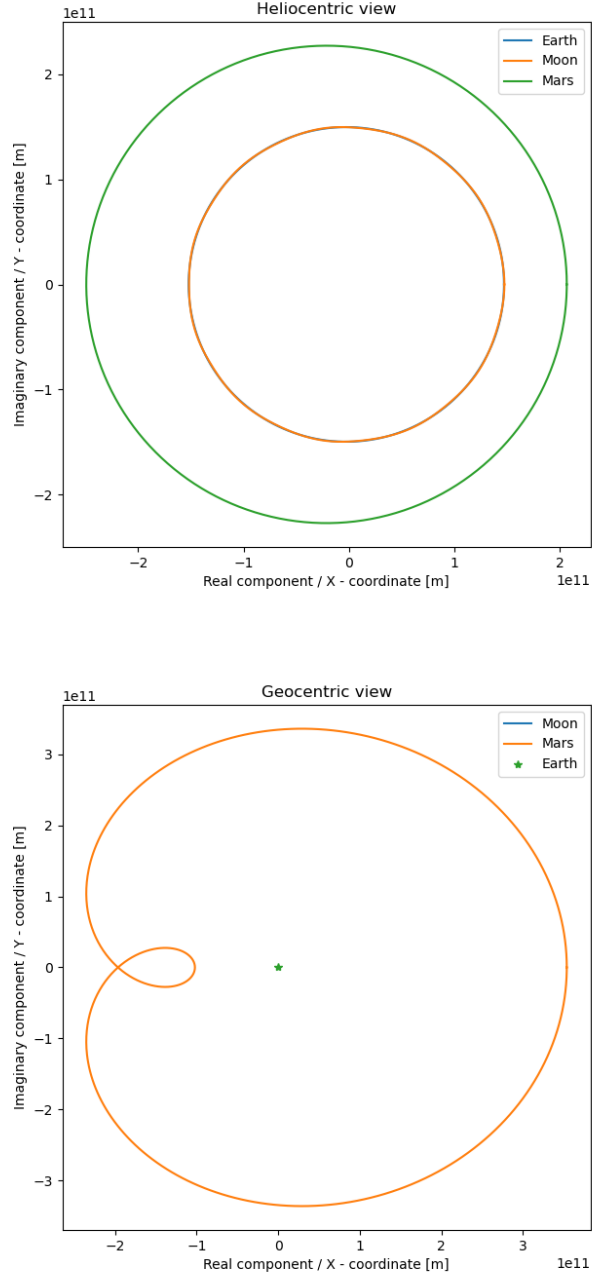 Heliocentric view
1e11
Earth
Moon
Mars
2
1
0
−1
−2
Imaginary component / Y - coordinate [m]
−2
−1
0
1
2
1e11
Real component / X - coordinate [m]
Geocentric view
1e11
Moon
Mars
Earth
3
2
1
0
−1
−2
−3
Imaginary component / Y - coordinate [m]
−2
−1
0
1
2
3
1e11
Real component / X - coordinate [m]